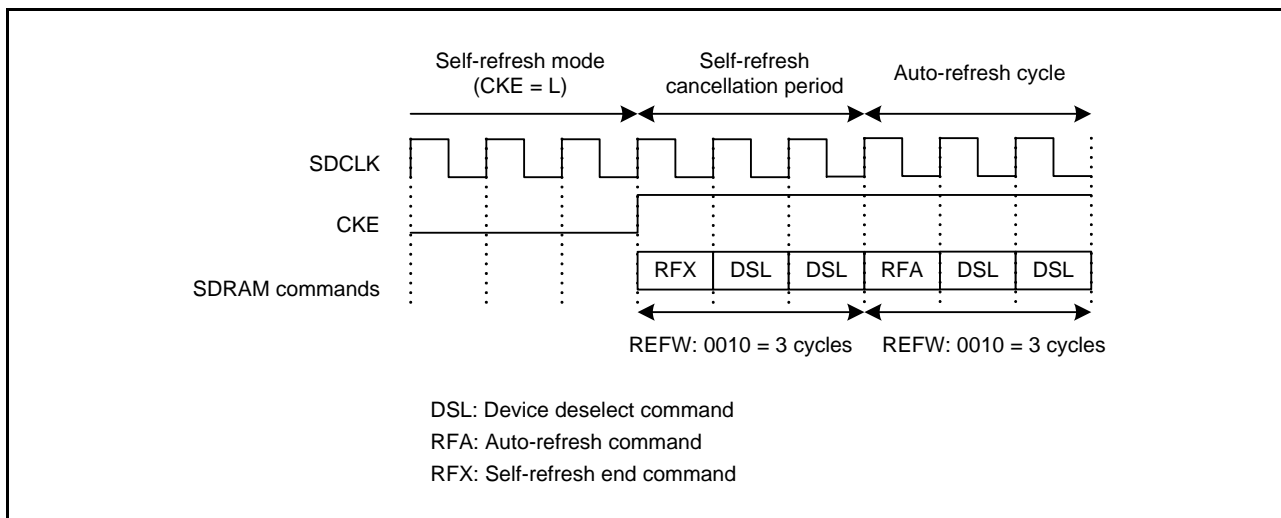 Self-refresh mode
(CKE = L)
Self-refresh
cancellation period
Auto-refresh cycle
SDCLK
CKE
SDRAM commands
RFX DSL DSL RFA DSL DSL
REFW: 0010 = 3 cycles REFW: 0010 = 3 cycles
DSL: Device deselect command
RFA: Auto-refresh command
RFX: Self-refresh end command